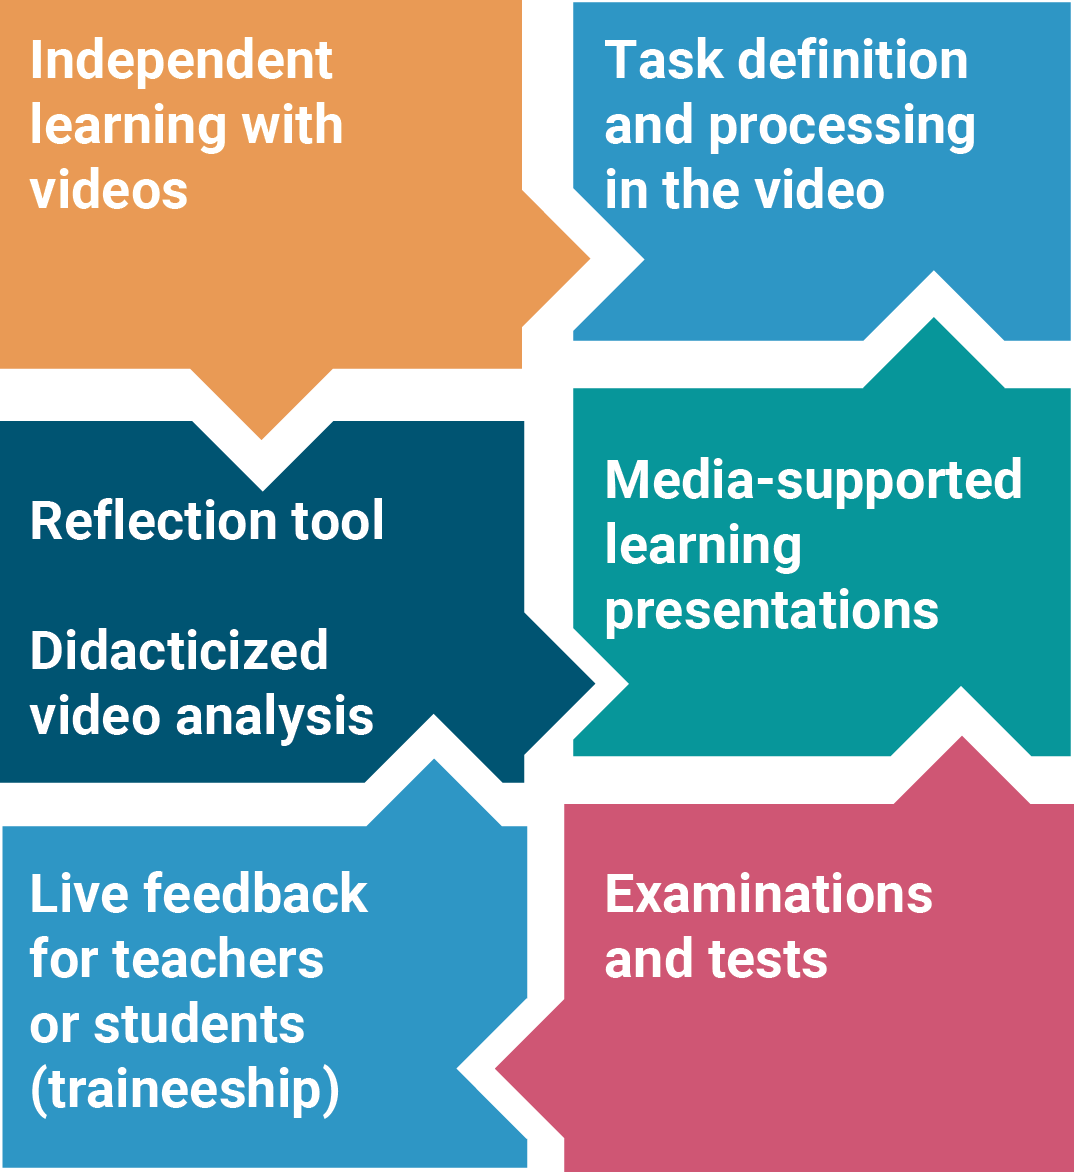 Independent
learning with
videos
Task definition
and processing
in the video
Reflection tool
Didacticized
video analysis
Media-supported
learning
presentations
Live feedback
for teachers
or students
(traineeship)
Examinations
and tests